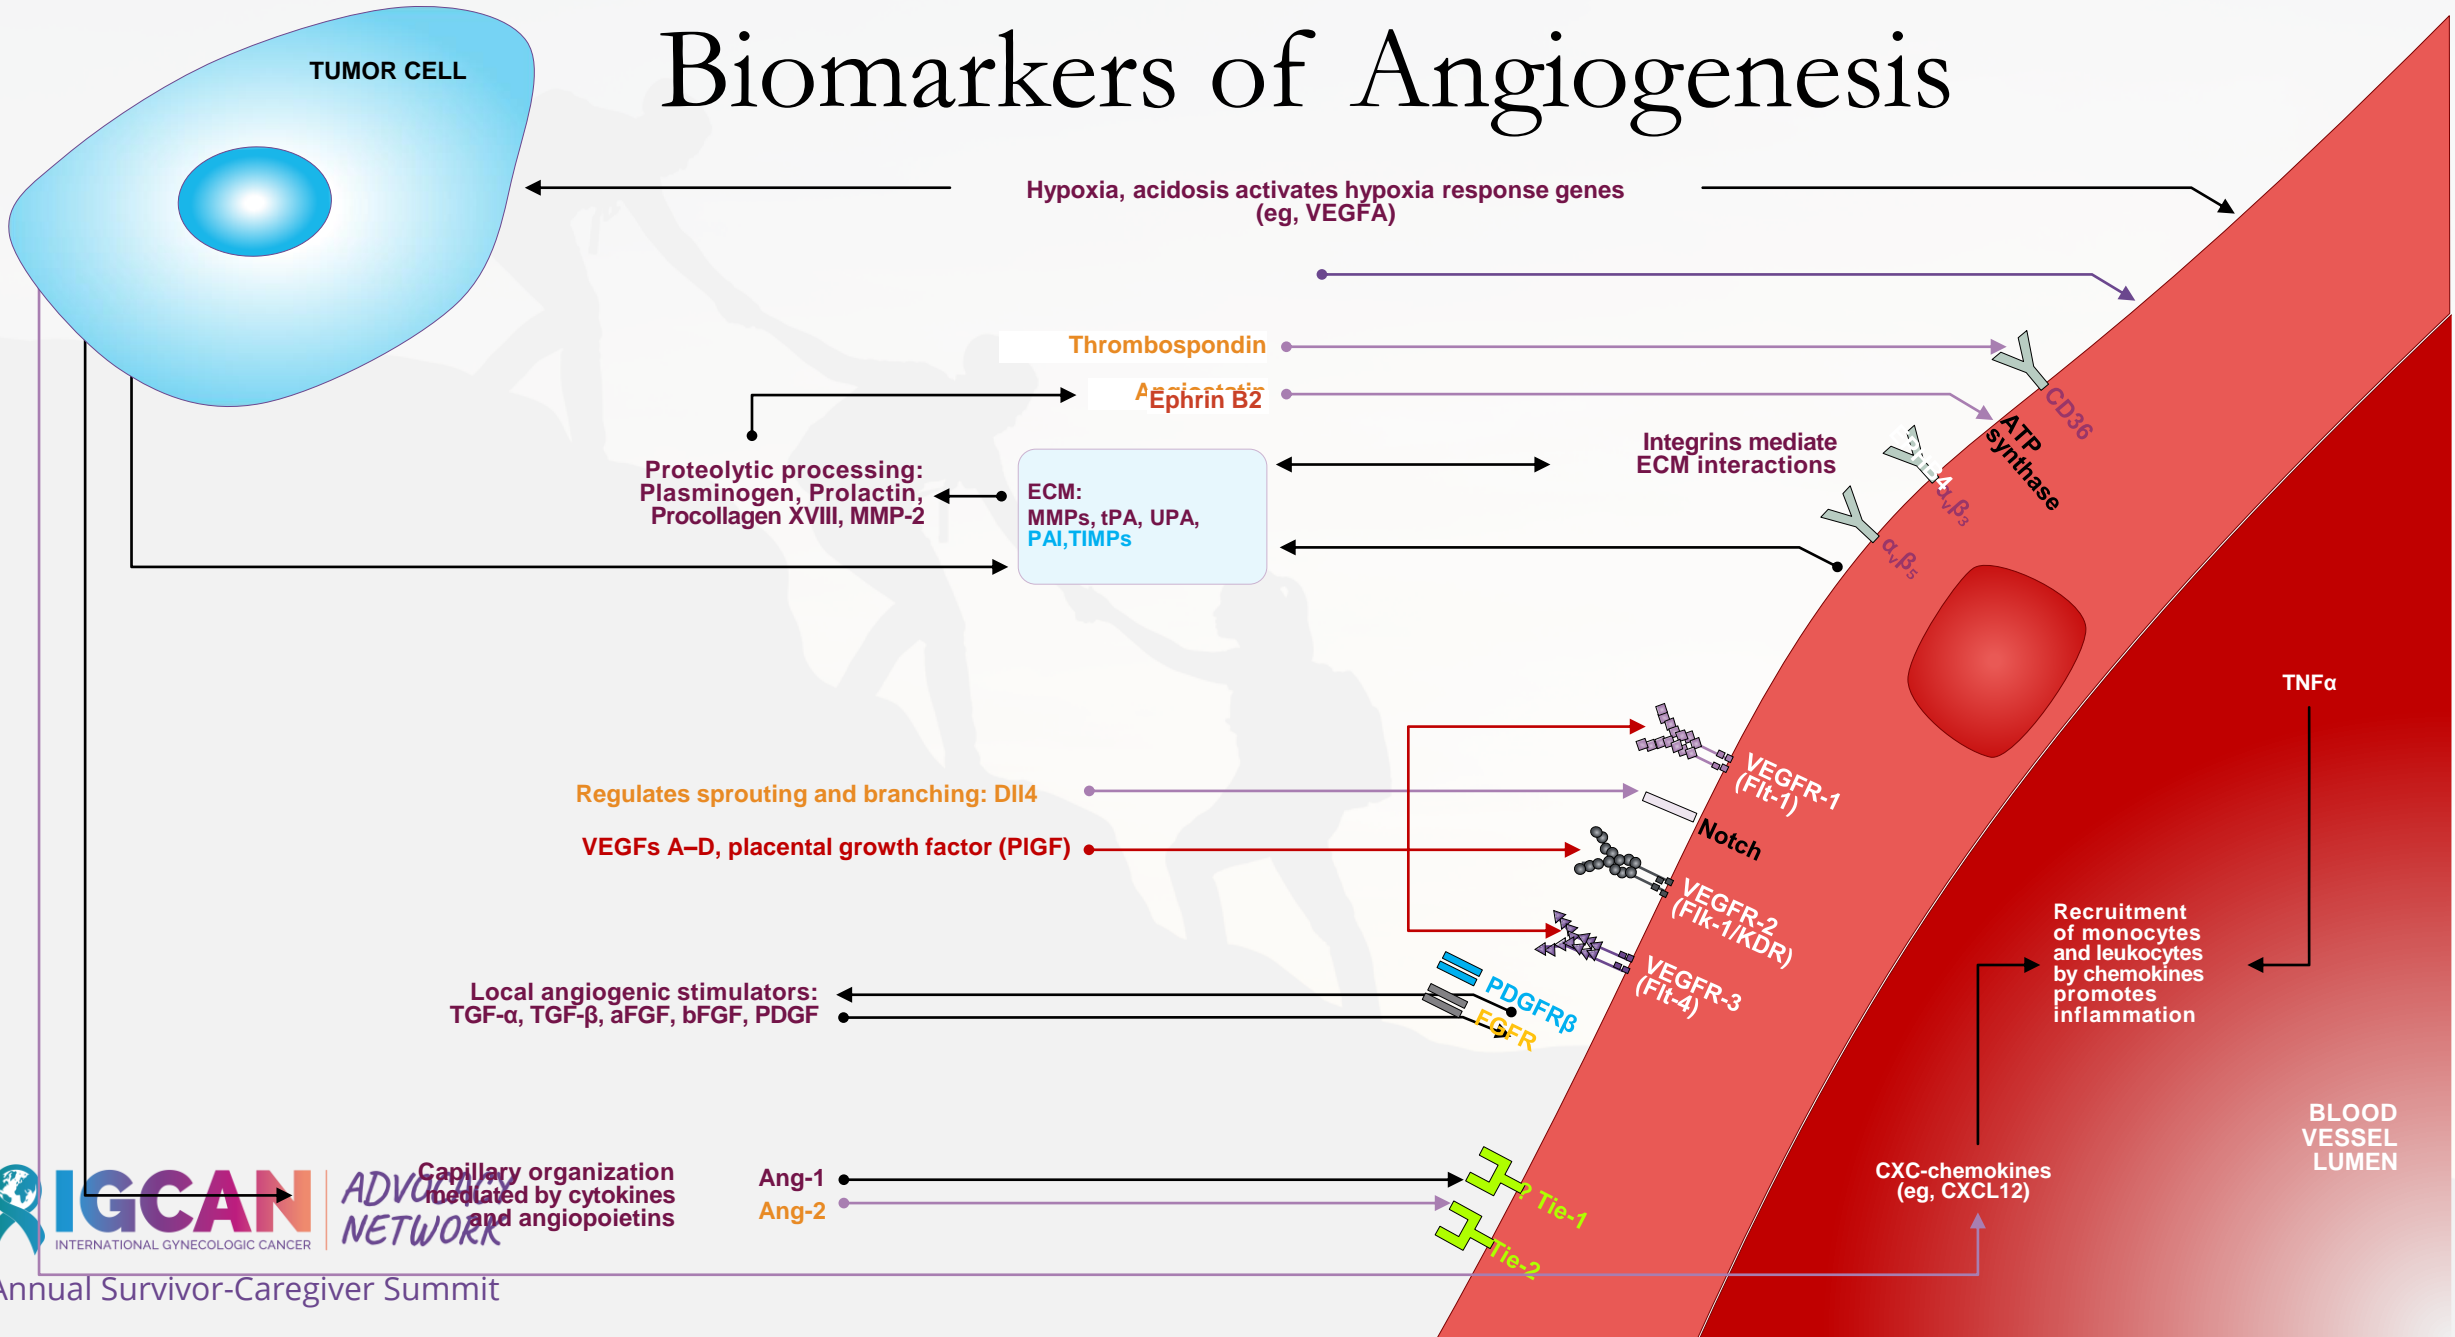 Biomarkers of Angiogenesis
TUMOR CELL
Hypoxia, acidosis activates hypoxia response genes
(eg, VEGFA)
Thrombospondin
Ephrin B2
CD36
ATP
synthase
Integrins mediate
ECM interactions
Proteolytic processing:
Plasminogen, Prolactin,
Procollagen XVIII, MMP-2
ECM:
MMPs, tPA, UPA,
PAI,TIMPs
αvβ3
αvβ5
TNFα
VEGFR-1
(Flt-1)
Regulates sprouting and branching: Dll4
Notch
VEGFs A–D, placental growth factor (PlGF)
VEGFR-2
(Flk-1/KDR)
VEGFR-3
(Flt-4)
Recruitment
of monocytes
and leukocytes
by chemokines
promotes
inflammation
Local angiogenic stimulators:
TGF-α, TGF-β, aFGF, bFGF, PDGF
PDGFRβ
EGFR
BLOOD
VESSEL
LUMEN
CXC-chemokines
(eg, CXCL12)
Capillary organization
mediated by cytokines
and angiopoietins
Ang-1
Ang-2
? Tie-1
Tie-2
IGCAN
INTERNATIONAL GYNECOLOGIC CANCER
ADVOCACY
NETWORK
Annual Survivor-Caregiver Summit